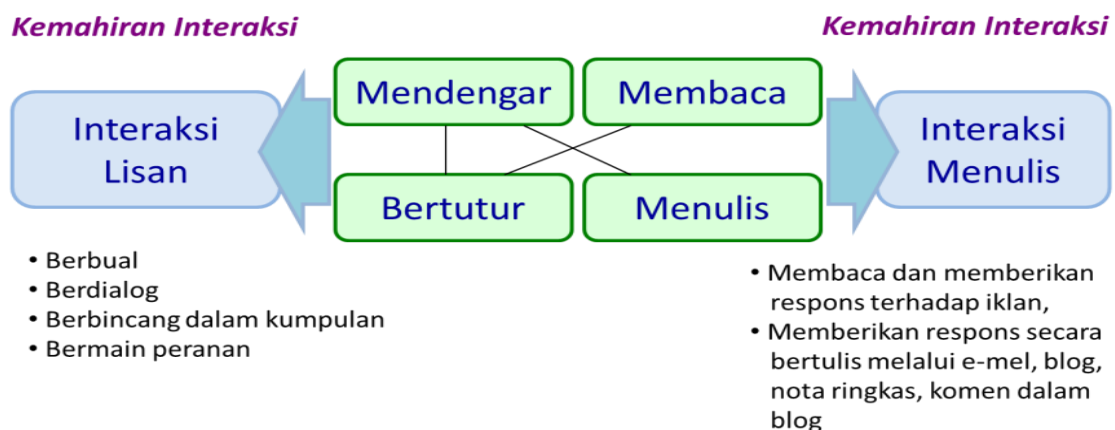 Kemahiran Interaksi
Kemahiran Interaksi
Interaksi
Lisan
Mendengar
Membaca
Bertutur
Menulis
Interaksi
Menulis
• Berbual
• Berdialog
• Berbincang dalam kumpulan
• Bermain peranan
• Membaca dan memberikan
respons terhadap iklan,
• Memberikan respons secara
bertulis melalui e-mel, blog,
nota ringkas, komen dalam
blog